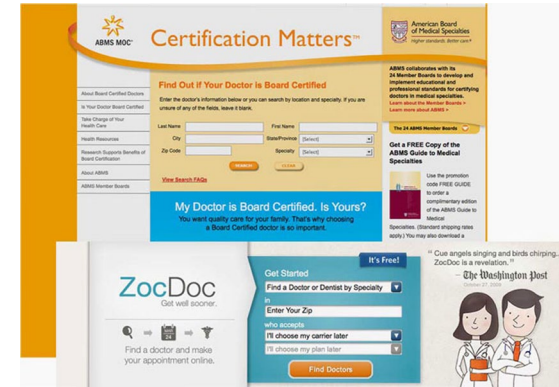 ABMS MOC
Certification Matters™
American Board
of Medical Specialties
Higher standards. Better care.®
About Board Certified Doctors
Is Your Doctor Board Certified
Take Charge of Your
Health Care
Health Resources
Research Supports Benefits of
Board Certification
About ABMS
ABMS Member Boards
Find Out if Your Doctor is Board Certified
Enter the doctor's information below or you can search by location and specialty. If you are
unsure of any of the fields, leave it blank.
Last Name
First Name
City
State/Province
[Select]
Zip Code
Specialty
[Select]
SEARCH
CLEAR
View Search FAQs
My Doctor is Board Certified. Is Yours?
You want quality care for your family. That's why choosing
a Board Certified doctor is so important.
ABMS collaborates with its
24 Member Boards to develop and
implement educational and
professional standards for certifying
doctors in medical specialties.
Learn about the Member Boards >
Learn more about ABMS >
The 24 ABMS Member Boards
Get a FREE Copy of the
ABMS Guide to Medical
Specialties
Use the promotion
code FREE GUIDE
to order a
complimentary edition
of the ABMS Guide to
Medical
Specialties. (Standard shipping rates
apply.) You may also download a
ZocDoc
Get well sooner.
24
Find a doctor and make
your appointment online.
It's Free!
Get Started
Find a Doctor or Dentist by Specialty
in
Enter Your Zip
who accepts
I'll choose my carrier later
I'll choose my plan later
Find Doctors
"Cue angels singing and birds chirping..
ZocDoc is a revelation."
– The Washington Post
October 27, 2009